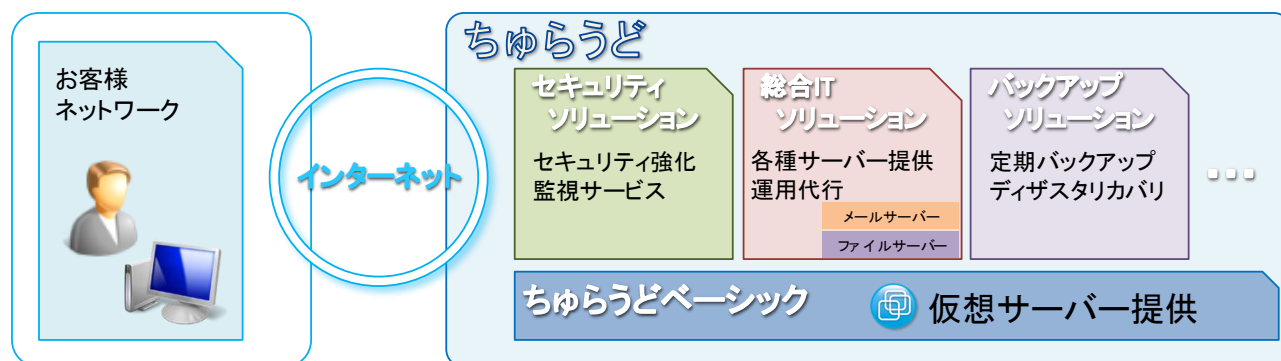 お客様
ネットワーク
インターネット
ちゅらうど
セキュリティ
ソリューション
セキュリティ強化
監視サービス
総合IT
ソリューション
各種サーバー提供
運用代行
メールサーバー
ファイルサーバー
バックアップ
ソリューション
定期バックアップ
ディザスタリカバリ
...
ちゅらうどベーシック
仮想サーバー提供